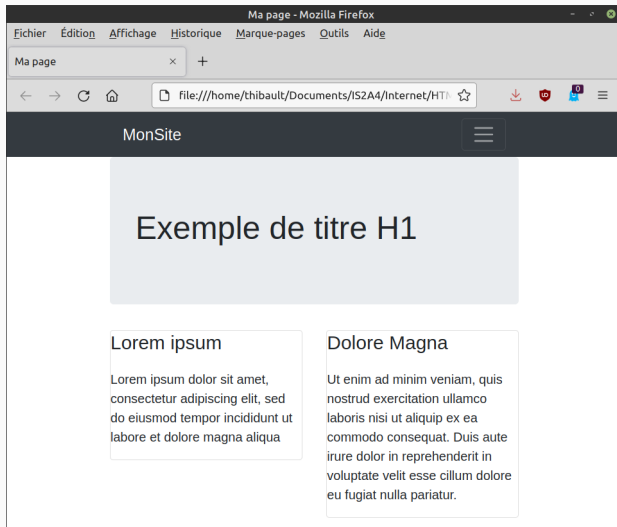 Ma page - Mozilla Firefox
Fichier Édition Affichage Historique Marque-pages Outils Aide
Ma page
file:///home/thibault/Documents/IS2A4/Internet/HTM
0
MonSite
Exemple de titre H1
Lorem ipsum
Lorem ipsum dolor sit amet,
consectetur adipiscing elit, sed
do eiusmod tempor incididunt ut
labore et dolore magna aliqua
Dolore Magna
Ut enim ad minim veniam, quis
nostrud exercitation ullamco
laboris nisi ut aliquip ex ea
commodo consequat. Duis aute
irure dolor in reprehenderit in
voluptate velit esse cillum dolore
eu fugiat nulla pariatur.